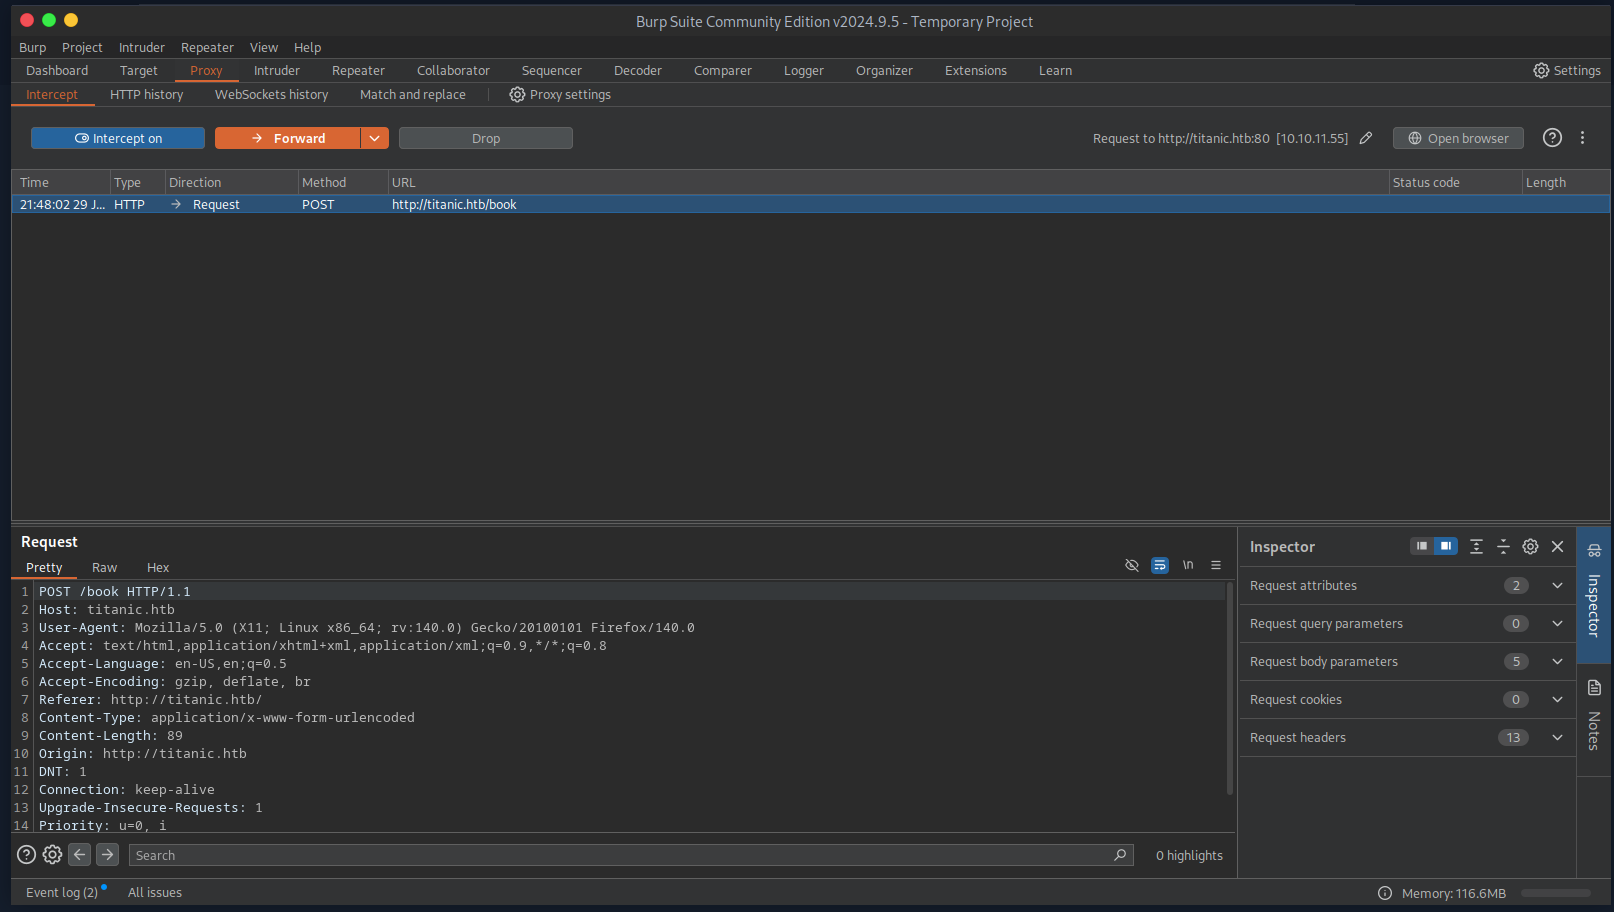 Burp Suite Community Edition v2024.9.5 - Temporary Project
Burp Project Intruder Repeater View Help
Dashboard Target Proxy Intruder Repeater Collaborator Sequencer Decoder Comparer Logger Organizer Extensions Learn Settings
Intercept HTTP history WebSockets history Match and replace Proxy settings
Intercept on Forward Drop Request to http://titanic.htb:80 [10.10.11.55] Open browser
Time Type Direction Method URL Status code Length
21:48:02 29 J... HTTP Request POST http://titanic.htb/book
Request
Pretty Raw Hex \n
1 POST /book HTTP/1.1
2 Host: titanic.htb
3 User-Agent: Mozilla/5.0 (X11; Linux x86_64; rv:140.0) Gecko/20100101 Firefox/140.0
4 Accept: text/html,application/xhtml+xml,application/xml;q=0.9,*/*;q=0.8
5 Accept-Language: en-US,en;q=0.5
6 Accept-Encoding: gzip, deflate, br
7 Referer: http://titanic.htb/
8 Content-Type: application/x-www-form-urlencoded
9 Content-Length: 89
10 Origin: http://titanic.htb
11 DNT: 1
12 Connection: keep-alive
13 Upgrade-Insecure-Requests: 1
14 Priority: u=0, i
Search 0 highlights
Inspector
Request attributes 2
Request query parameters 0
Request body parameters 5
Request cookies 0
Request headers 13
Inspector
Notes
Event log (2) All issues Memory: 116.6MB